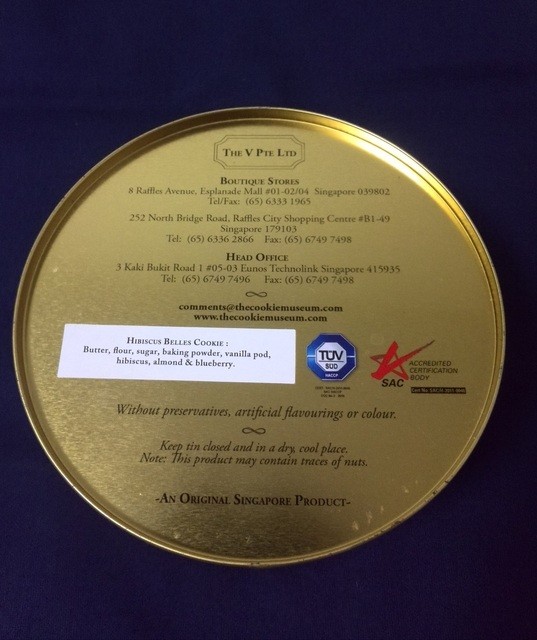 THE V PTE LTD
BOUTIQUE STORES
8 Raffles Avenue, Esplanade Mall #01-02/04 Singapore 039802
Tel/Fax: (65) 6333 1965
252 North Bridge Road, Raffles City Shopping Centre #B1-49
Singapore 179103
Tel: (65) 6336 2866 Fax: (65) 6749 7498
HEAD OFFICE
3 Kaki Bukit Road 1 #05-03 Eunos Technolink Singapore 415935
Tel: (65) 6749 7496 Fax: (65) 6749 7498
comments@thecookiemuseum.com
www.thecookiemuseum.com
HIBISCUS BELLES COOKIE :
Butter, flour, sugar, baking powder, vanilla pod,
hibiscus, almond & blueberry.
TÜV
SÜD
HACCP
SAC
ACCREDITED
CERTIFICATION
BODY
Without preservatives, artificial flavourings or colour.
Keep tin closed and in a dry, cool place.
Note: This product may contain traces of nuts.
-AN ORIGINAL SINGAPORE PRODUCT-